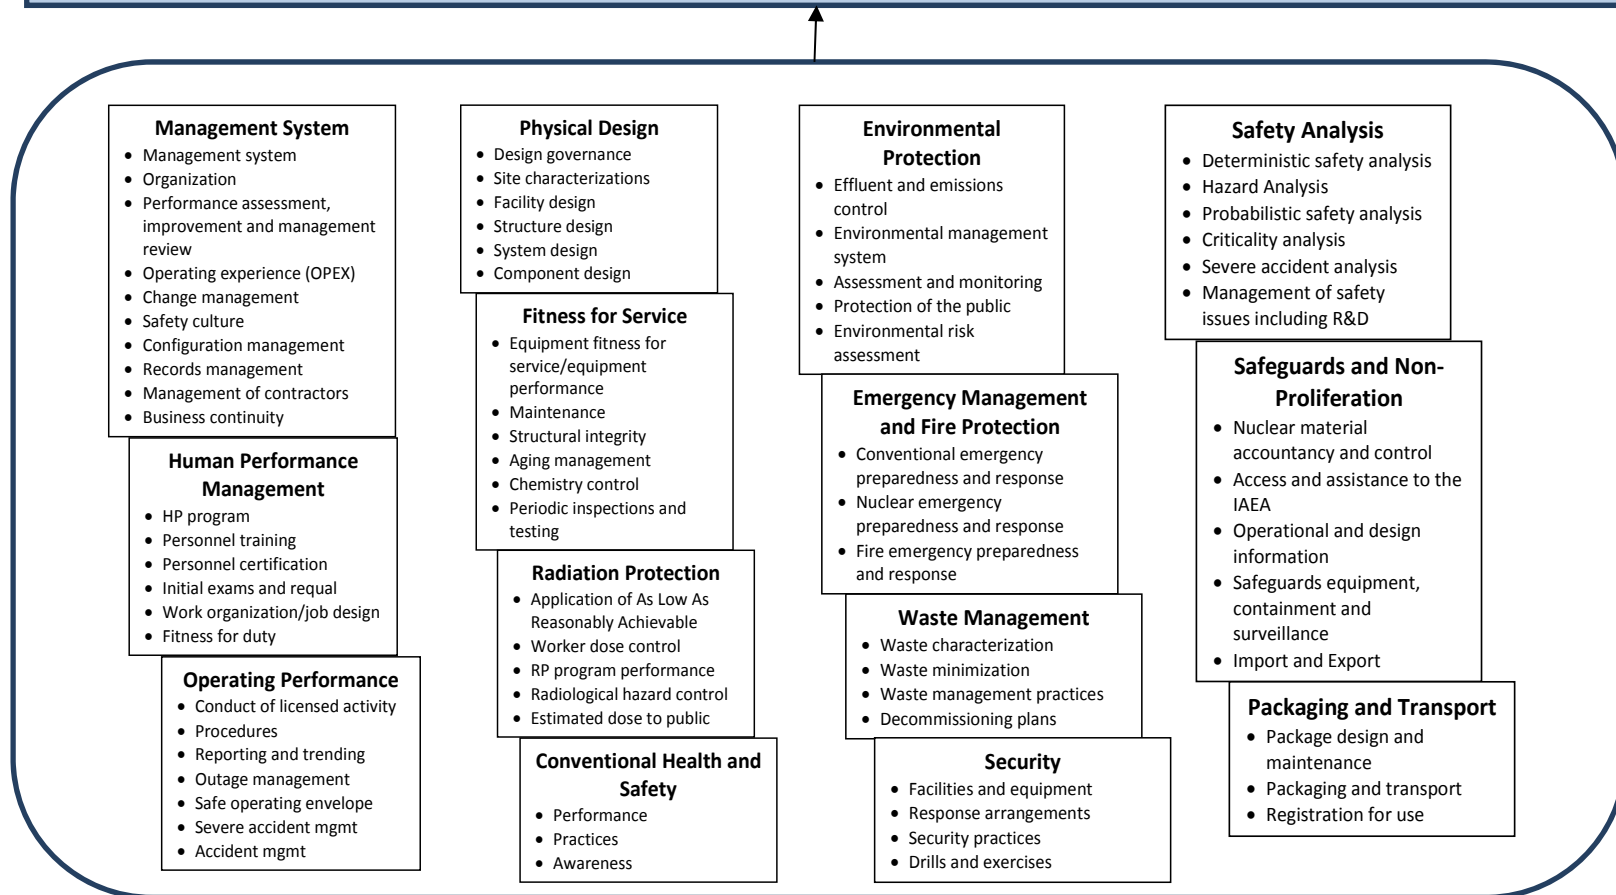 Management System
• Management system
• Organization
• Performance assessment,
improvement and management
review
• Operating experience (OPEX)
• Change management
• Safety culture
• Configuration management
• Records management
• Management of contractors
• Business continuity
Human Performance
Management
• HP program
• Personnel training
• Personnel certification
• Initial exams and requal
• Work organization/job design
• Fitness for duty
Operating Performance
• Conduct of licensed activity
• Procedures
• Reporting and trending
• Outage management
• Safe operating envelope
• Severe accident mgmt
• Accident mgmt
Physical Design
• Design governance
• Site characterizations
• Facility design
• Structure design
• System design
• Component design
Fitness for Service
• Equipment fitness for
service/equipment
performance
• Maintenance
• Structural integrity
• Aging management
• Chemistry control
• Periodic inspections and
testing
Radiation Protection
• Application of As Low As
Reasonably Achievable
• Worker dose control
• RP program performance
• Radiological hazard control
• Estimated dose to public
Conventional Health and
Safety
• Performance
• Practices
• Awareness
Environmental
Protection
• Effluent and emissions
control
• Environmental management
system
• Assessment and monitoring
• Protection of the public
• Environmental risk
assessment
Emergency Management
and Fire Protection
• Conventional emergency
preparedness and response
• Nuclear emergency
preparedness and response
• Fire emergency preparedness
and response
Waste Management
• Waste characterization
• Waste minimization
• Waste management practices
• Decommissioning plans
Security
• Facilities and equipment
• Response arrangements
• Security practices
• Drills and exercises
Safety Analysis
• Deterministic safety analysis
• Hazard Analysis
• Probabilistic safety analysis
• Criticality analysis
• Severe accident analysis
• Management of safety
issues including R&D
Safeguards and Non-
Proliferation
• Nuclear material
accountancy and control
• Access and assistance to the
IAEA
• Operational and design
information
• Safeguards equipment,
containment and
surveillance
• Import and Export
Packaging and Transport
• Package design and
maintenance
• Packaging and transport
• Registration for use